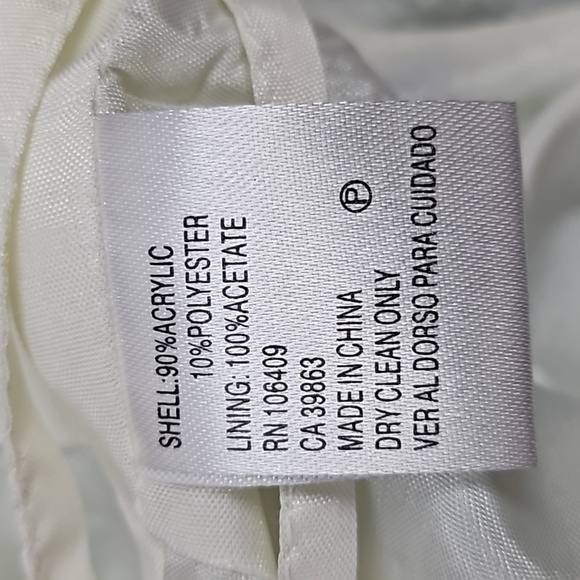 SHELL:90%ACRYLIC
10%POLYESTER
LINING:100%ACETATE
RN 106409
CA 39863
MADE IN CHINA
DRY CLEAN ONLY Ⓟ
VER AL DORSO PARA CUIDADO